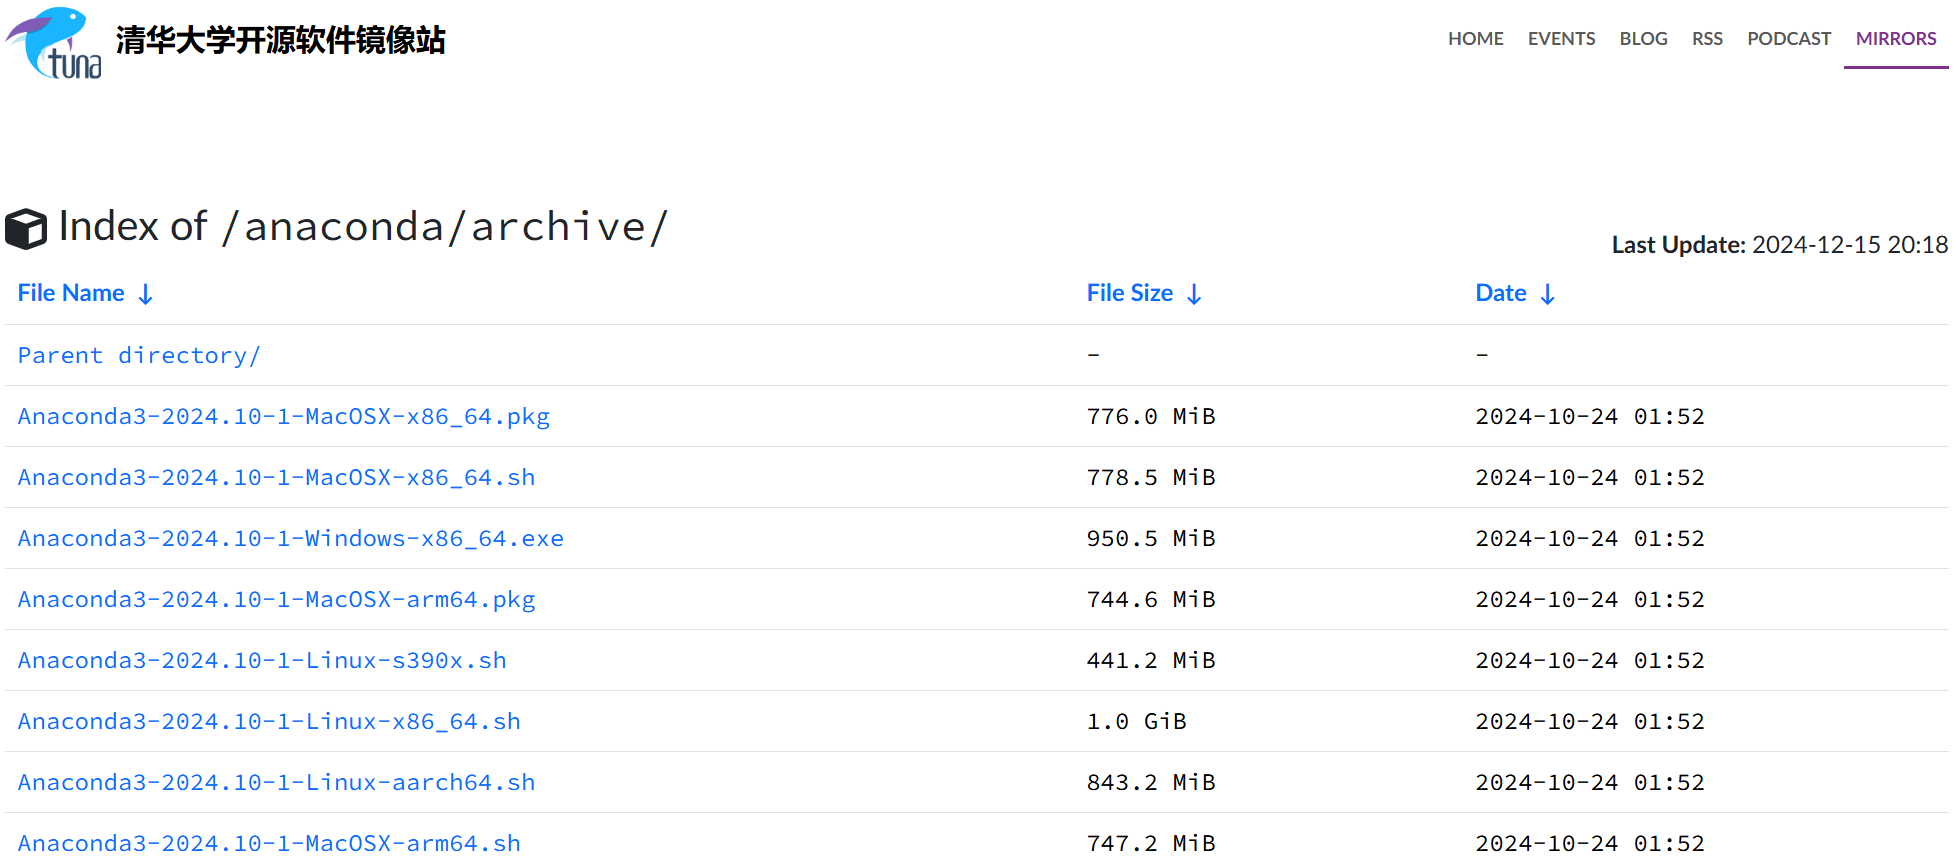 tuna
清华大学开源软件镜像站
HOME EVENTS BLOG RSS PODCAST MIRRORS
Index of /anaconda/archive/
Last Update: 2024-12-15 20:18
File Name ↓ File Size ↓ Date ↓
Parent directory/ - -
Anaconda3-2024.10-1-MacOSX-x86_64.pkg 776.0 MiB 2024-10-24 01:52
Anaconda3-2024.10-1-MacOSX-x86_64.sh 778.5 MiB 2024-10-24 01:52
Anaconda3-2024.10-1-Windows-x86_64.exe 950.5 MiB 2024-10-24 01:52
Anaconda3-2024.10-1-MacOSX-arm64.pkg 744.6 MiB 2024-10-24 01:52
Anaconda3-2024.10-1-Linux-s390x.sh 441.2 MiB 2024-10-24 01:52
Anaconda3-2024.10-1-Linux-x86_64.sh 1.0 GiB 2024-10-24 01:52
Anaconda3-2024.10-1-Linux-aarch64.sh 843.2 MiB 2024-10-24 01:52
Anaconda3-2024.10-1-MacOSX-arm64.sh 747.2 MiB 2024-10-24 01:52